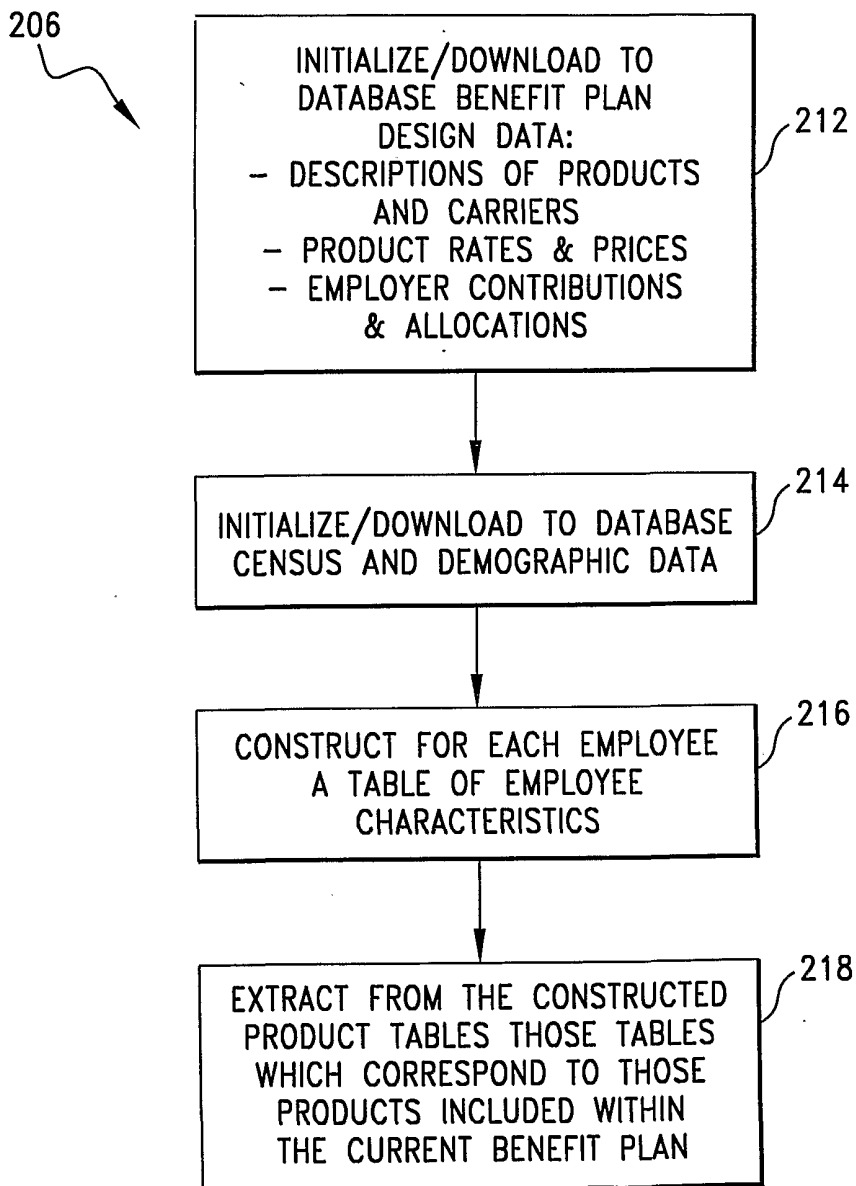 206
INITIALIZE/DOWNLOAD TO
DATABASE BENEFIT PLAN
DESIGN DATA:
– DESCRIPTIONS OF PRODUCTS
AND CARRIERS
– PRODUCT RATES & PRICES
– EMPLOYER CONTRIBUTIONS
& ALLOCATIONS
212
INITIALIZE/DOWNLOAD TO DATABASE
CENSUS AND DEMOGRAPHIC DATA
214
CONSTRUCT FOR EACH EMPLOYEE
A TABLE OF EMPLOYEE
CHARACTERISTICS
216
EXTRACT FROM THE CONSTRUCTED
PRODUCT TABLES THOSE TABLES
WHICH CORRESPOND TO THOSE
PRODUCTS INCLUDED WITHIN
THE CURRENT BENEFIT PLAN
218